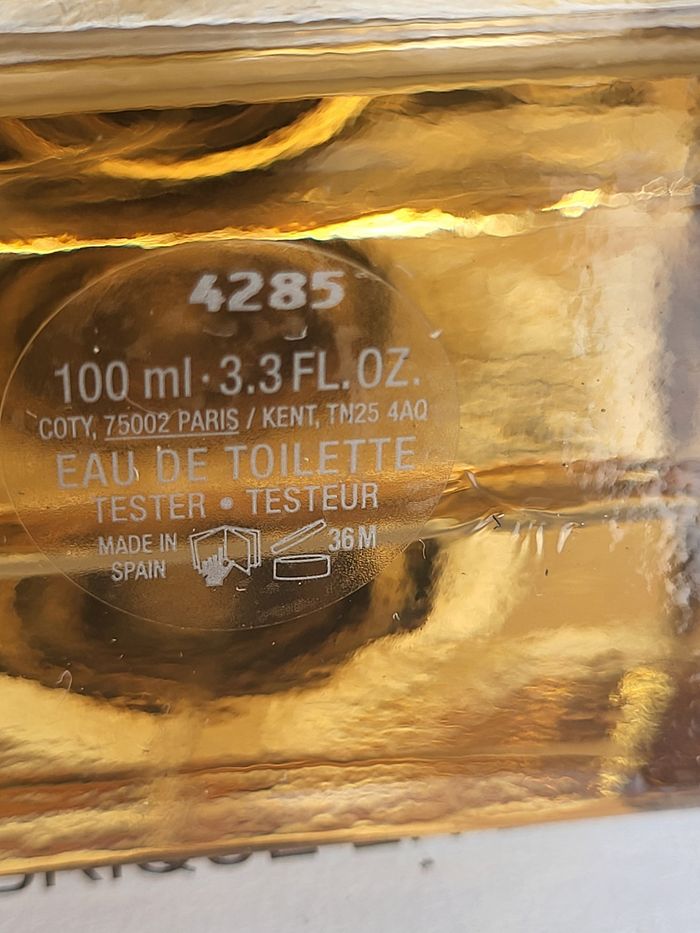 4285
100 ml · 3.3 FL. OZ.
COTY, 75002 PARIS / KENT, TN25 4AQ
EAU DE TOILETTE
TESTER • TESTEUR
MADE IN
SPAIN
36 M